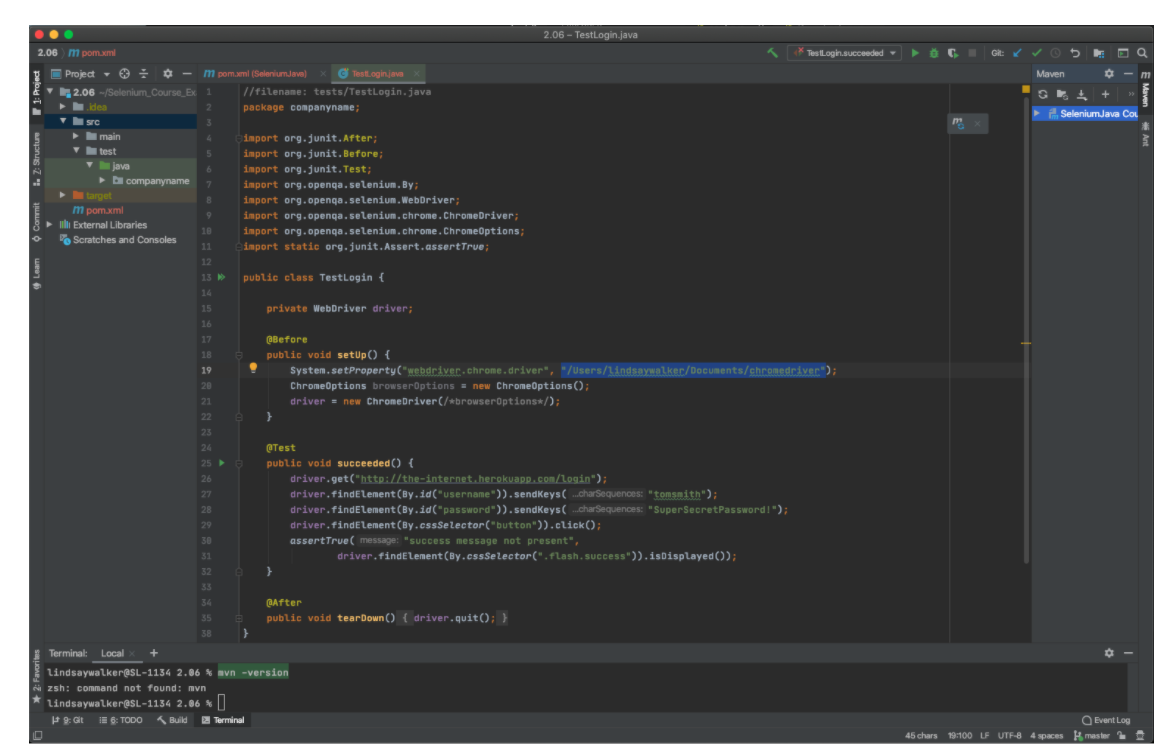 2.06 – TestLogin.java
2.06 pom.xml
TestLogin.succeeded
Git:
Project
pom.xml (SeleniumJava)
TestLogin.java
Maven
1: Project
2: Structure
Commit
Learn
2: Favorites
Maven
Ant
2.06 ~/Selenium_Course_Ex
.idea
src
main
test
java
companyname
target
pom.xml
External Libraries
Scratches and Consoles
SeleniumJava Cou
1 //filename: tests/TestLogin.java
2 package companyname;
3
4 import org.junit.After;
5 import org.junit.Before;
6 import org.junit.Test;
7 import org.openqa.selenium.By;
8 import org.openqa.selenium.WebDriver;
9 import org.openqa.selenium.chrome.ChromeDriver;
10 import org.openqa.selenium.chrome.ChromeOptions;
11 import static org.junit.Assert.assertTrue;
12
13 public class TestLogin {
14
15 private WebDriver driver;
16
17 @Before
18 public void setUp() {
19 System.setProperty("webdriver.chrome.driver", "/Users/lindsaywalker/Documents/chromedriver");
20 ChromeOptions browserOptions = new ChromeOptions();
21 driver = new ChromeDriver(/*browserOptions*/);
22 }
23
24 @Test
25 public void succeeded() {
26 driver.get("http://the-internet.herokuapp.com/login");
27 driver.findElement(By.id("username")).sendKeys( ...charSequences: "tomsmith");
28 driver.findElement(By.id("password")).sendKeys( ...charSequences: "SuperSecretPassword!");
29 driver.findElement(By.cssSelector("button")).click();
30 assertTrue( message: "success message not present",
31 driver.findElement(By.cssSelector(".flash.success")).isDisplayed());
32 }
33
34 @After
35 public void tearDown() { driver.quit(); }
38 }
Terminal: Local × +
lindsaywalker@SL-1134 2.06 % mvn -version
zsh: command not found: mvn
lindsaywalker@SL-1134 2.06 %
9: Git 6: TODO Build Terminal Event Log
45 chars 19:100 LF UTF-8 4 spaces master